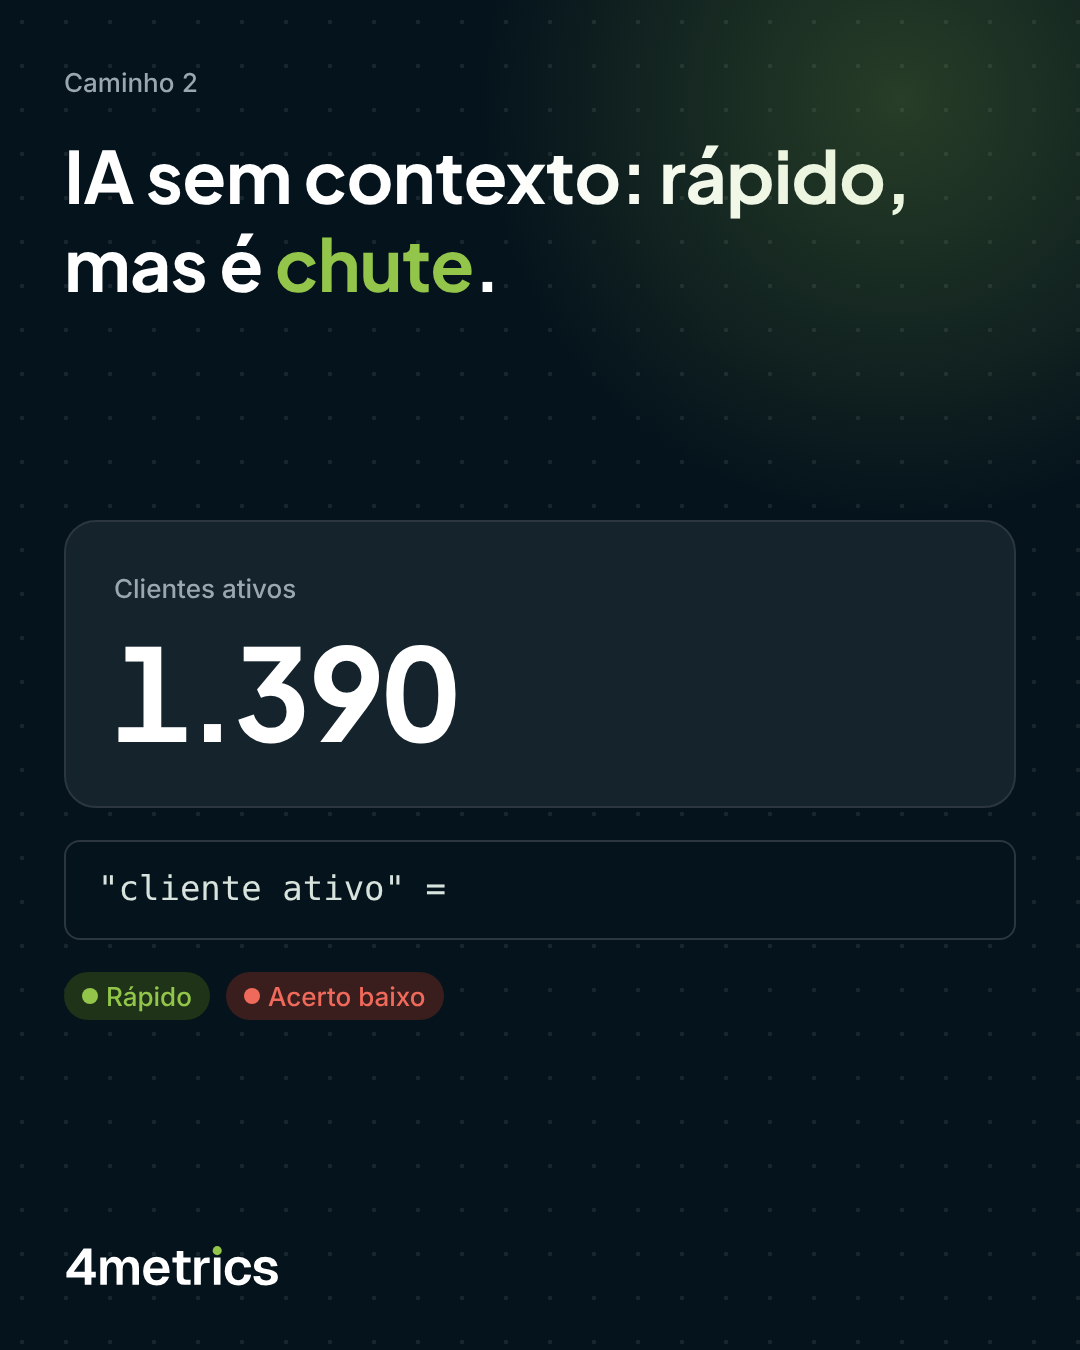 Caminho 2
IA sem contexto: rápido,
mas é chute.
Clientes ativos
1.390
"cliente ativo" =
Rápido
Acerto baixo
4metrics